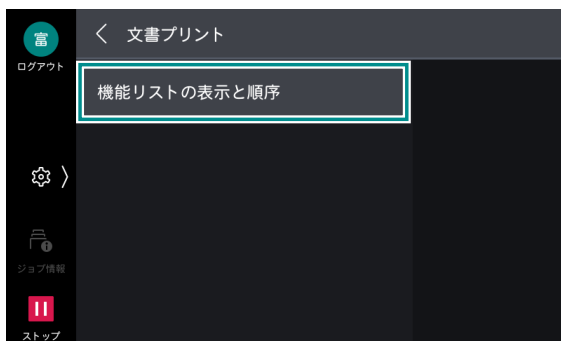 富
ログアウト
文書プリント
機能リストの表示と順序
ジョブ情報
ストップ